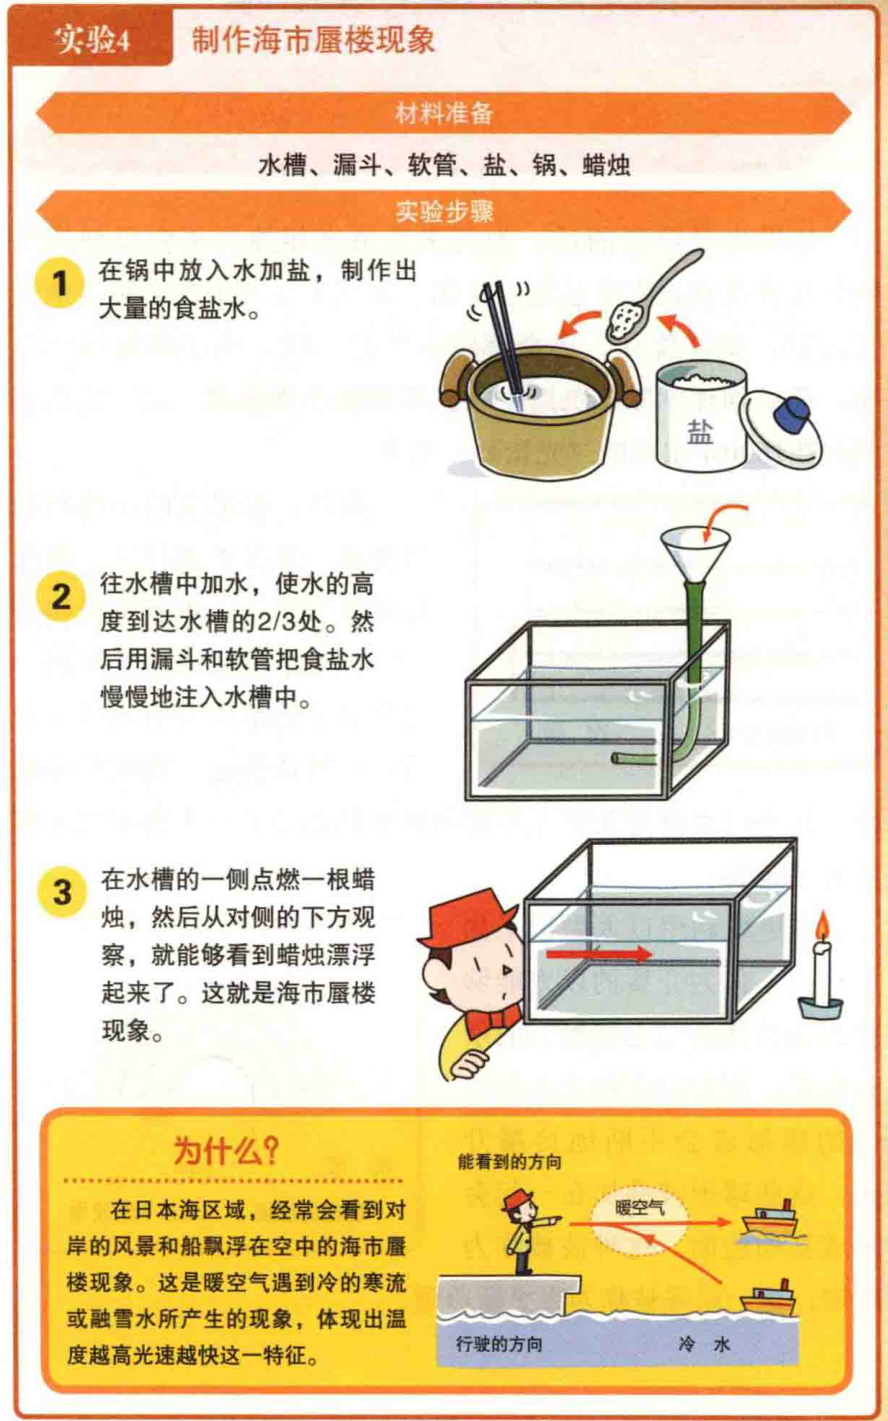 实验4
制作海市蜃楼现象
材料准备
水槽、漏斗、软管、盐、锅、蜡烛
实验步骤
1
在锅中放入水加盐，制作出
大量的食盐水。
盐
2
往水槽中加水，使水的高
度到达水槽的2/3处。然
后用漏斗和软管把食盐水
慢慢地注入水槽中。
3
在水槽的一侧点燃一根蜡
烛，然后从对侧的下方观
察，就能够看到蜡烛漂浮
起来了。这就是海市蜃楼
现象。
为什么？
在日本海区域，经常会看到对
岸的风景和船飘浮在空中的海市蜃
楼现象。这是暖空气遇到冷的寒流
或融雪水所产生的现象，体现出温
度越高光速越快这一特征。
能看到的方向
暖空气
行驶的方向
冷 水